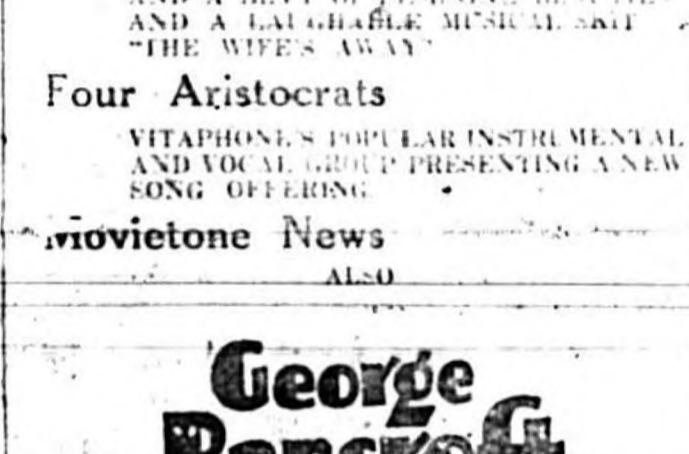 AND A LAUGHABLE MUSICAL SKIT
"THE WIFE'S AWAY"
Four Aristocrats
VITAPHONE'S POPULAR INSTRUMENTAL
AND VOCAL GROUP PRESENTING A NEW
SONG OFFERING
Movietone News
ALSO
George
Bancroft